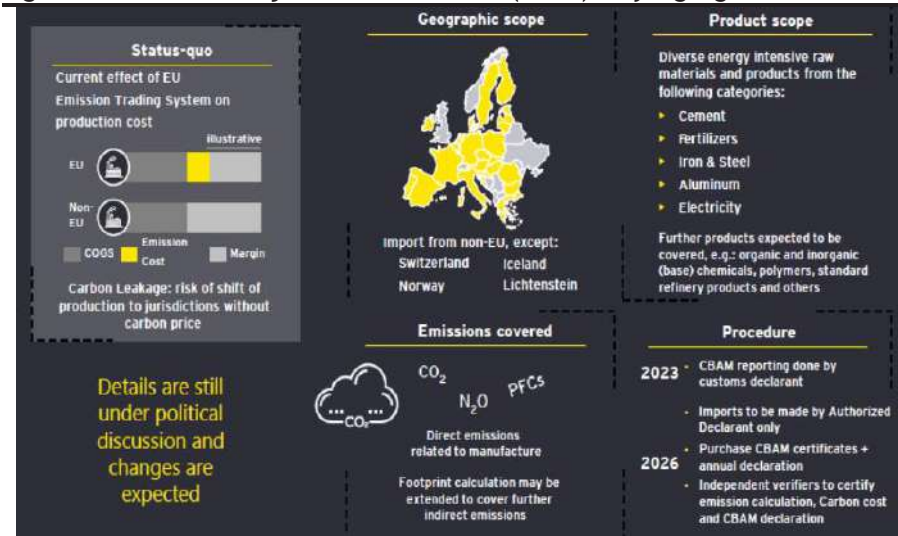 Status-quo
Current effect of EU
Emission Trading System on
production cost
illustrative
EU
Non-
EU
COGS
Emission
Cost
Margin
Carbon Leakage: risk of shift of
production to jurisdictions without
carbon price
Details are still
under political
discussion and
changes are
expected
Geographic scope
Import from non-EU, except:
Switzerland
Iceland
Norway
Lichtenstein
Emissions covered
CO2
N2O
PFCs
... ...
CO2
Direct emissions
related to manufacture
Footprint calculation may be
extended to cover further
indirect emissions
Product scope
Diverse energy intensive raw
materials and products from the
following categories:
Cement
Fertilizers
Iron & Steel
Aluminum
Electricity
Further products expected to be
covered, e.g.: organic and inorganic
(base) chemicals, polymers, standard
refinery products and others
Procedure
2023
CBAM reporting done by
customs declarant
Imports to be made by Authorized
Declarant only
2026
Purchase CBAM certificates +
annual declaration
Independent verifiers to certify
emission calculation, Carbon cost
and CBAM declaration